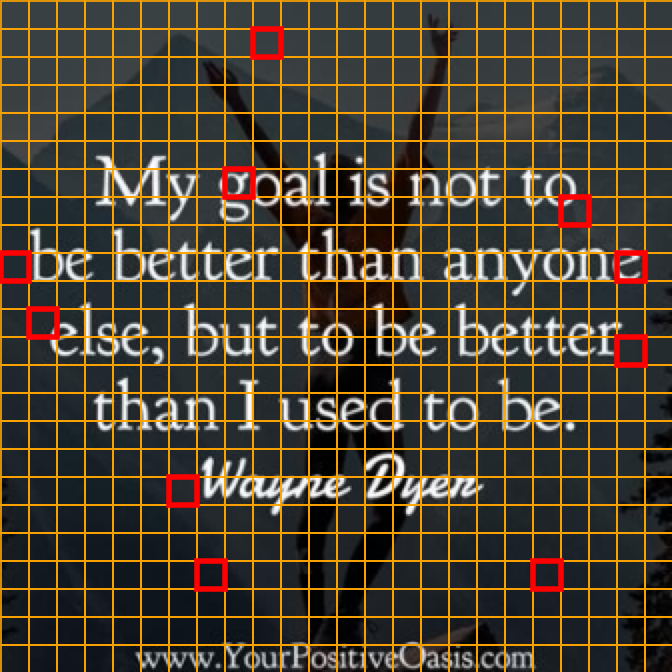 My goal is not to
be better than anyone
else, but to be better
than I used to be.
Wayne Dyer
www.YourPositiveOasis.com